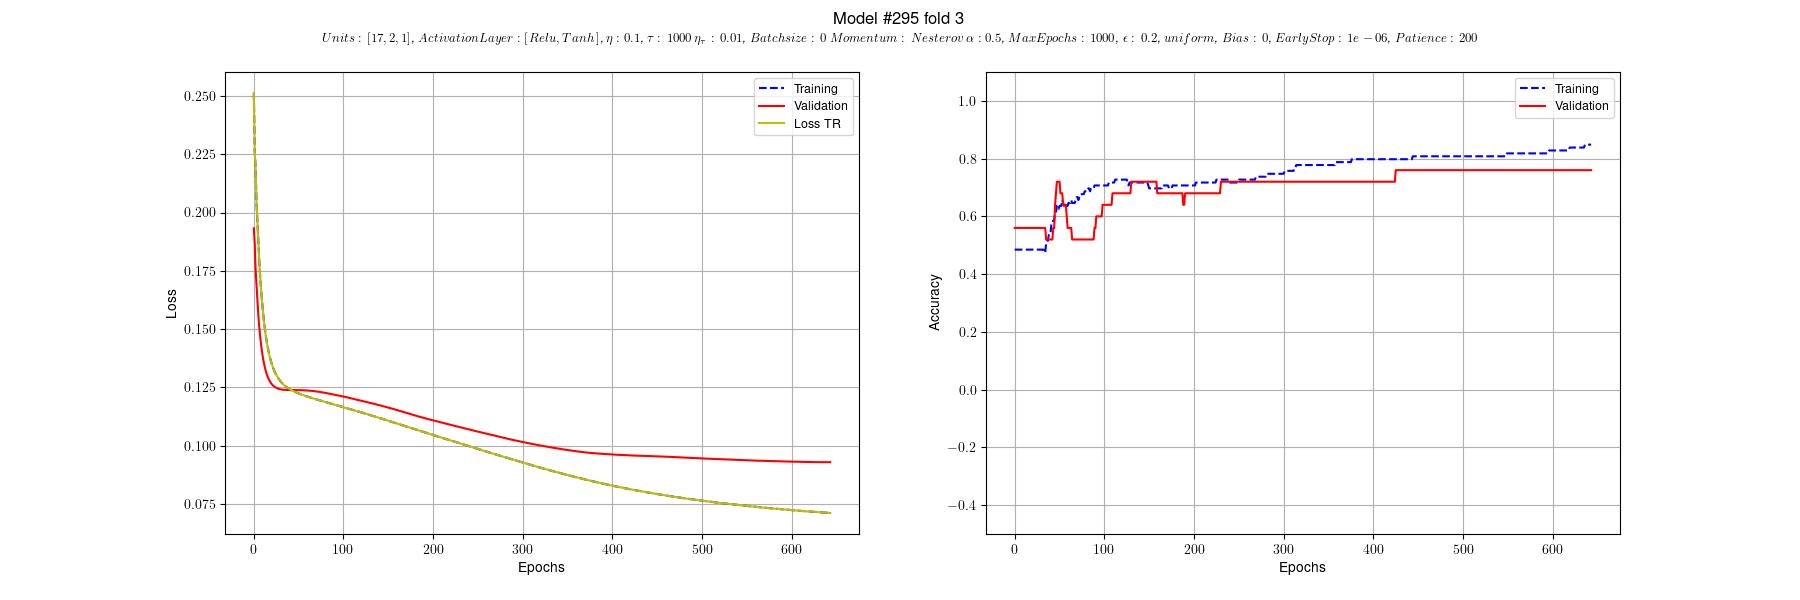 Model #295 fold 3
Units : [17, 2, 1], ActivationLayer : [Relu, Tanh], η : 0.1, τ : 1000 η_τ : 0.01, Batchsize : 0 Momentum : Nesterov α : 0.5, MaxEpochs : 1000, ϵ : 0.2, uniform, Bias : 0, EarlyStop : 1e − 06, Patience : 200
0.250
0.225
0.200
0.175
0.150
0.125
0.100
0.075
Loss
0 100 200 300 400 500 600
Epochs
Training
Validation
Loss TR
1.0
0.8
0.6
0.4
0.2
0.0
−0.2
−0.4
Accuracy
0 100 200 300 400 500 600
Epochs
Training
Validation